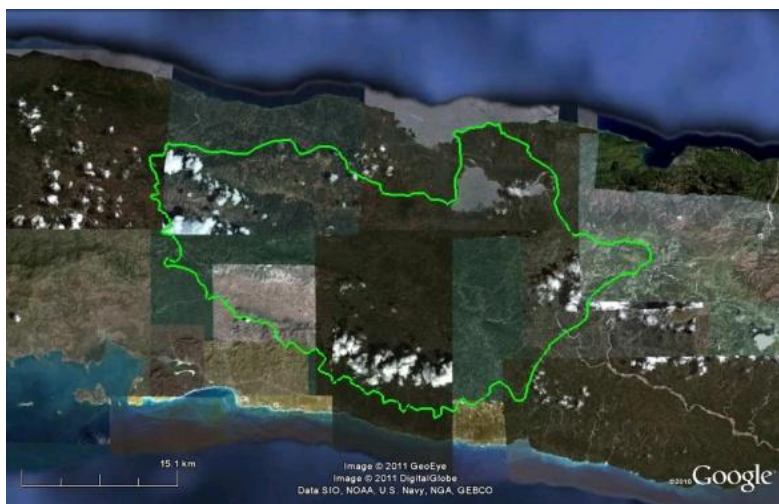 15.1 km
Image © 2011 GeoEye
Image © 2011 DigitalGlobe
Data SIO, NOAA, U.S. Navy, NGA, GEBCO
©2010 Google